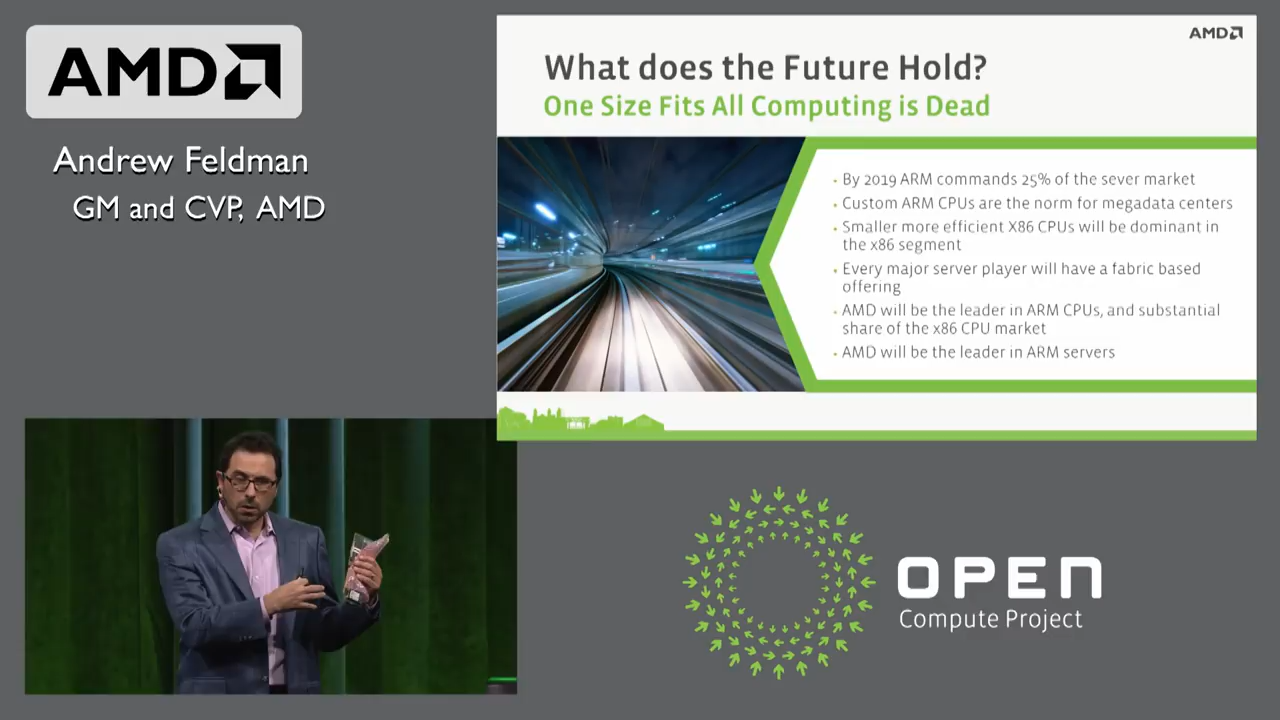 AMD
Andrew Feldman
GM and CVP, AMD
AMD
What does the Future Hold?
One Size Fits All Computing is Dead
• By 2019 ARM commands 25% of the sever market
• Custom ARM CPUs are the norm for megadata centers
• Smaller more efficient X86 CPUs will be dominant in
the x86 segment
• Every major server player will have a fabric based
offering
• AMD will be the leader in ARM CPUs, and substantial
share of the x86 CPU market
• AMD will be the leader in ARM servers
OPEN
Compute Project